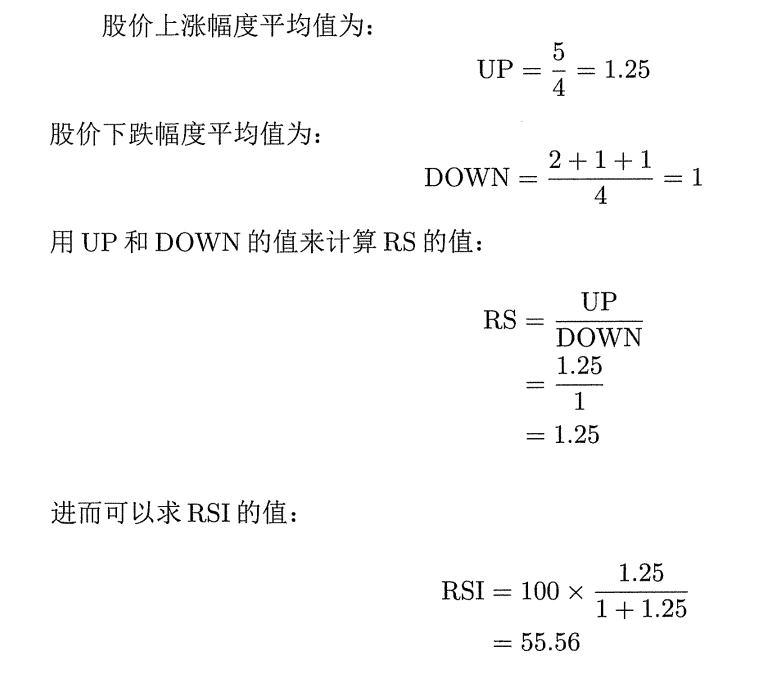 股价上涨幅度平均值为：
UP = 5/4 = 1.25
股价下跌幅度平均值为：
DOWN = (2 + 1 + 1)/4 = 1
用 UP 和 DOWN 的值来计算 RS 的值：
RS = UP/DOWN
= 1.25/1
= 1.25
进而可以求 RSI 的值：
RSI = 100 × 1.25/(1 + 1.25)
= 55.56